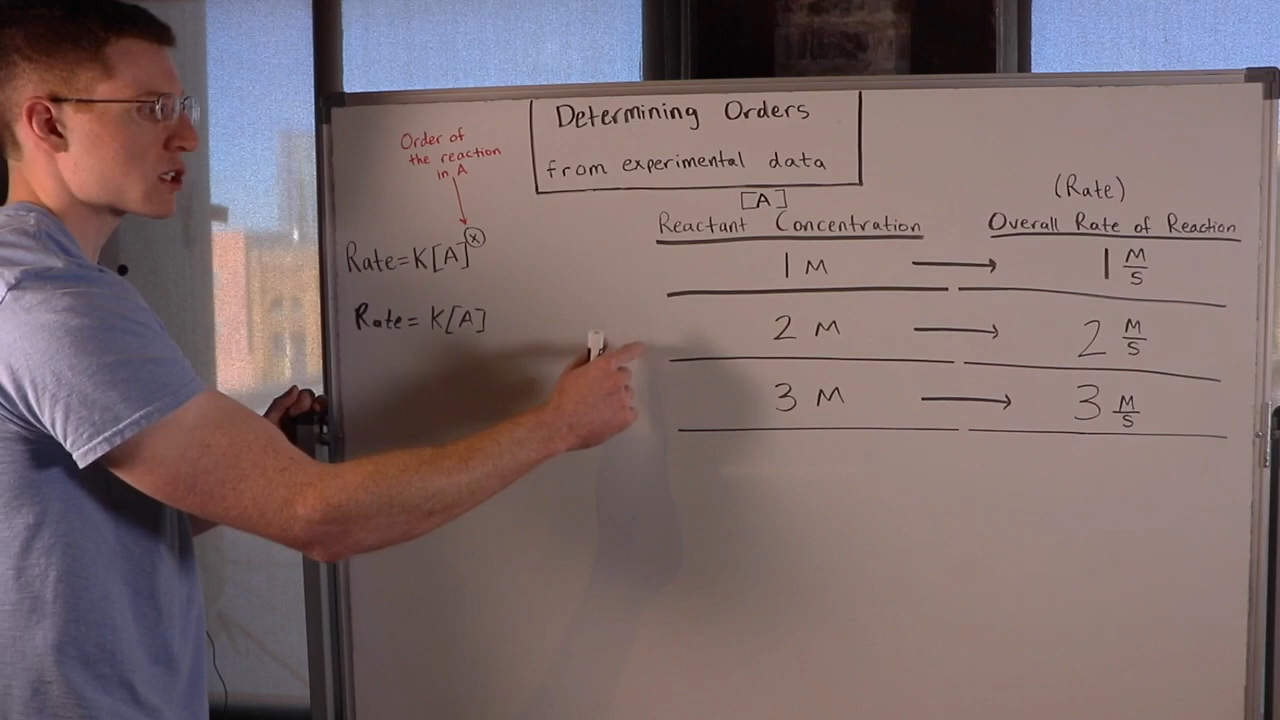 Determining Orders
from experimental data
Order of
the reaction
in A
Rate=K[A]ˣ
Rate= K[A]
[A]
Reactant Concentration
(Rate)
Overall Rate of Reaction
1 M → 1 M/S
2 M → 2 M/S
3 M → 3 M/S